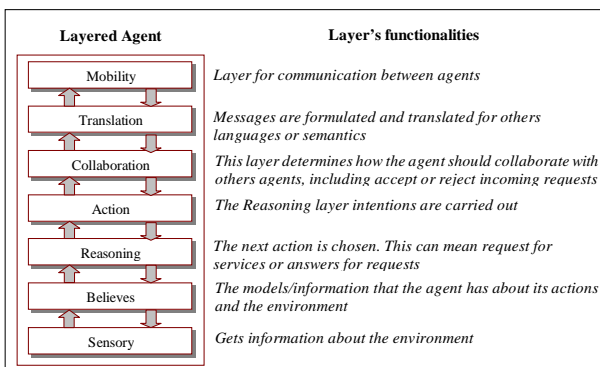 Layered Agent
Layer's functionalities
Mobility
Layer for communication between agents
Translation
Messages are formulated and translated for others
languages or semantics
Collaboration
This layer determines how the agent should collaborate with
others agents, including accept or reject incoming requests
Action
The Reasoning layer intentions are carried out
Reasoning
The next action is chosen. This can mean request for
services or answers for requests
Believes
The models/information that the agent has about its actions
and the environment
Sensory
Gets information about the environment